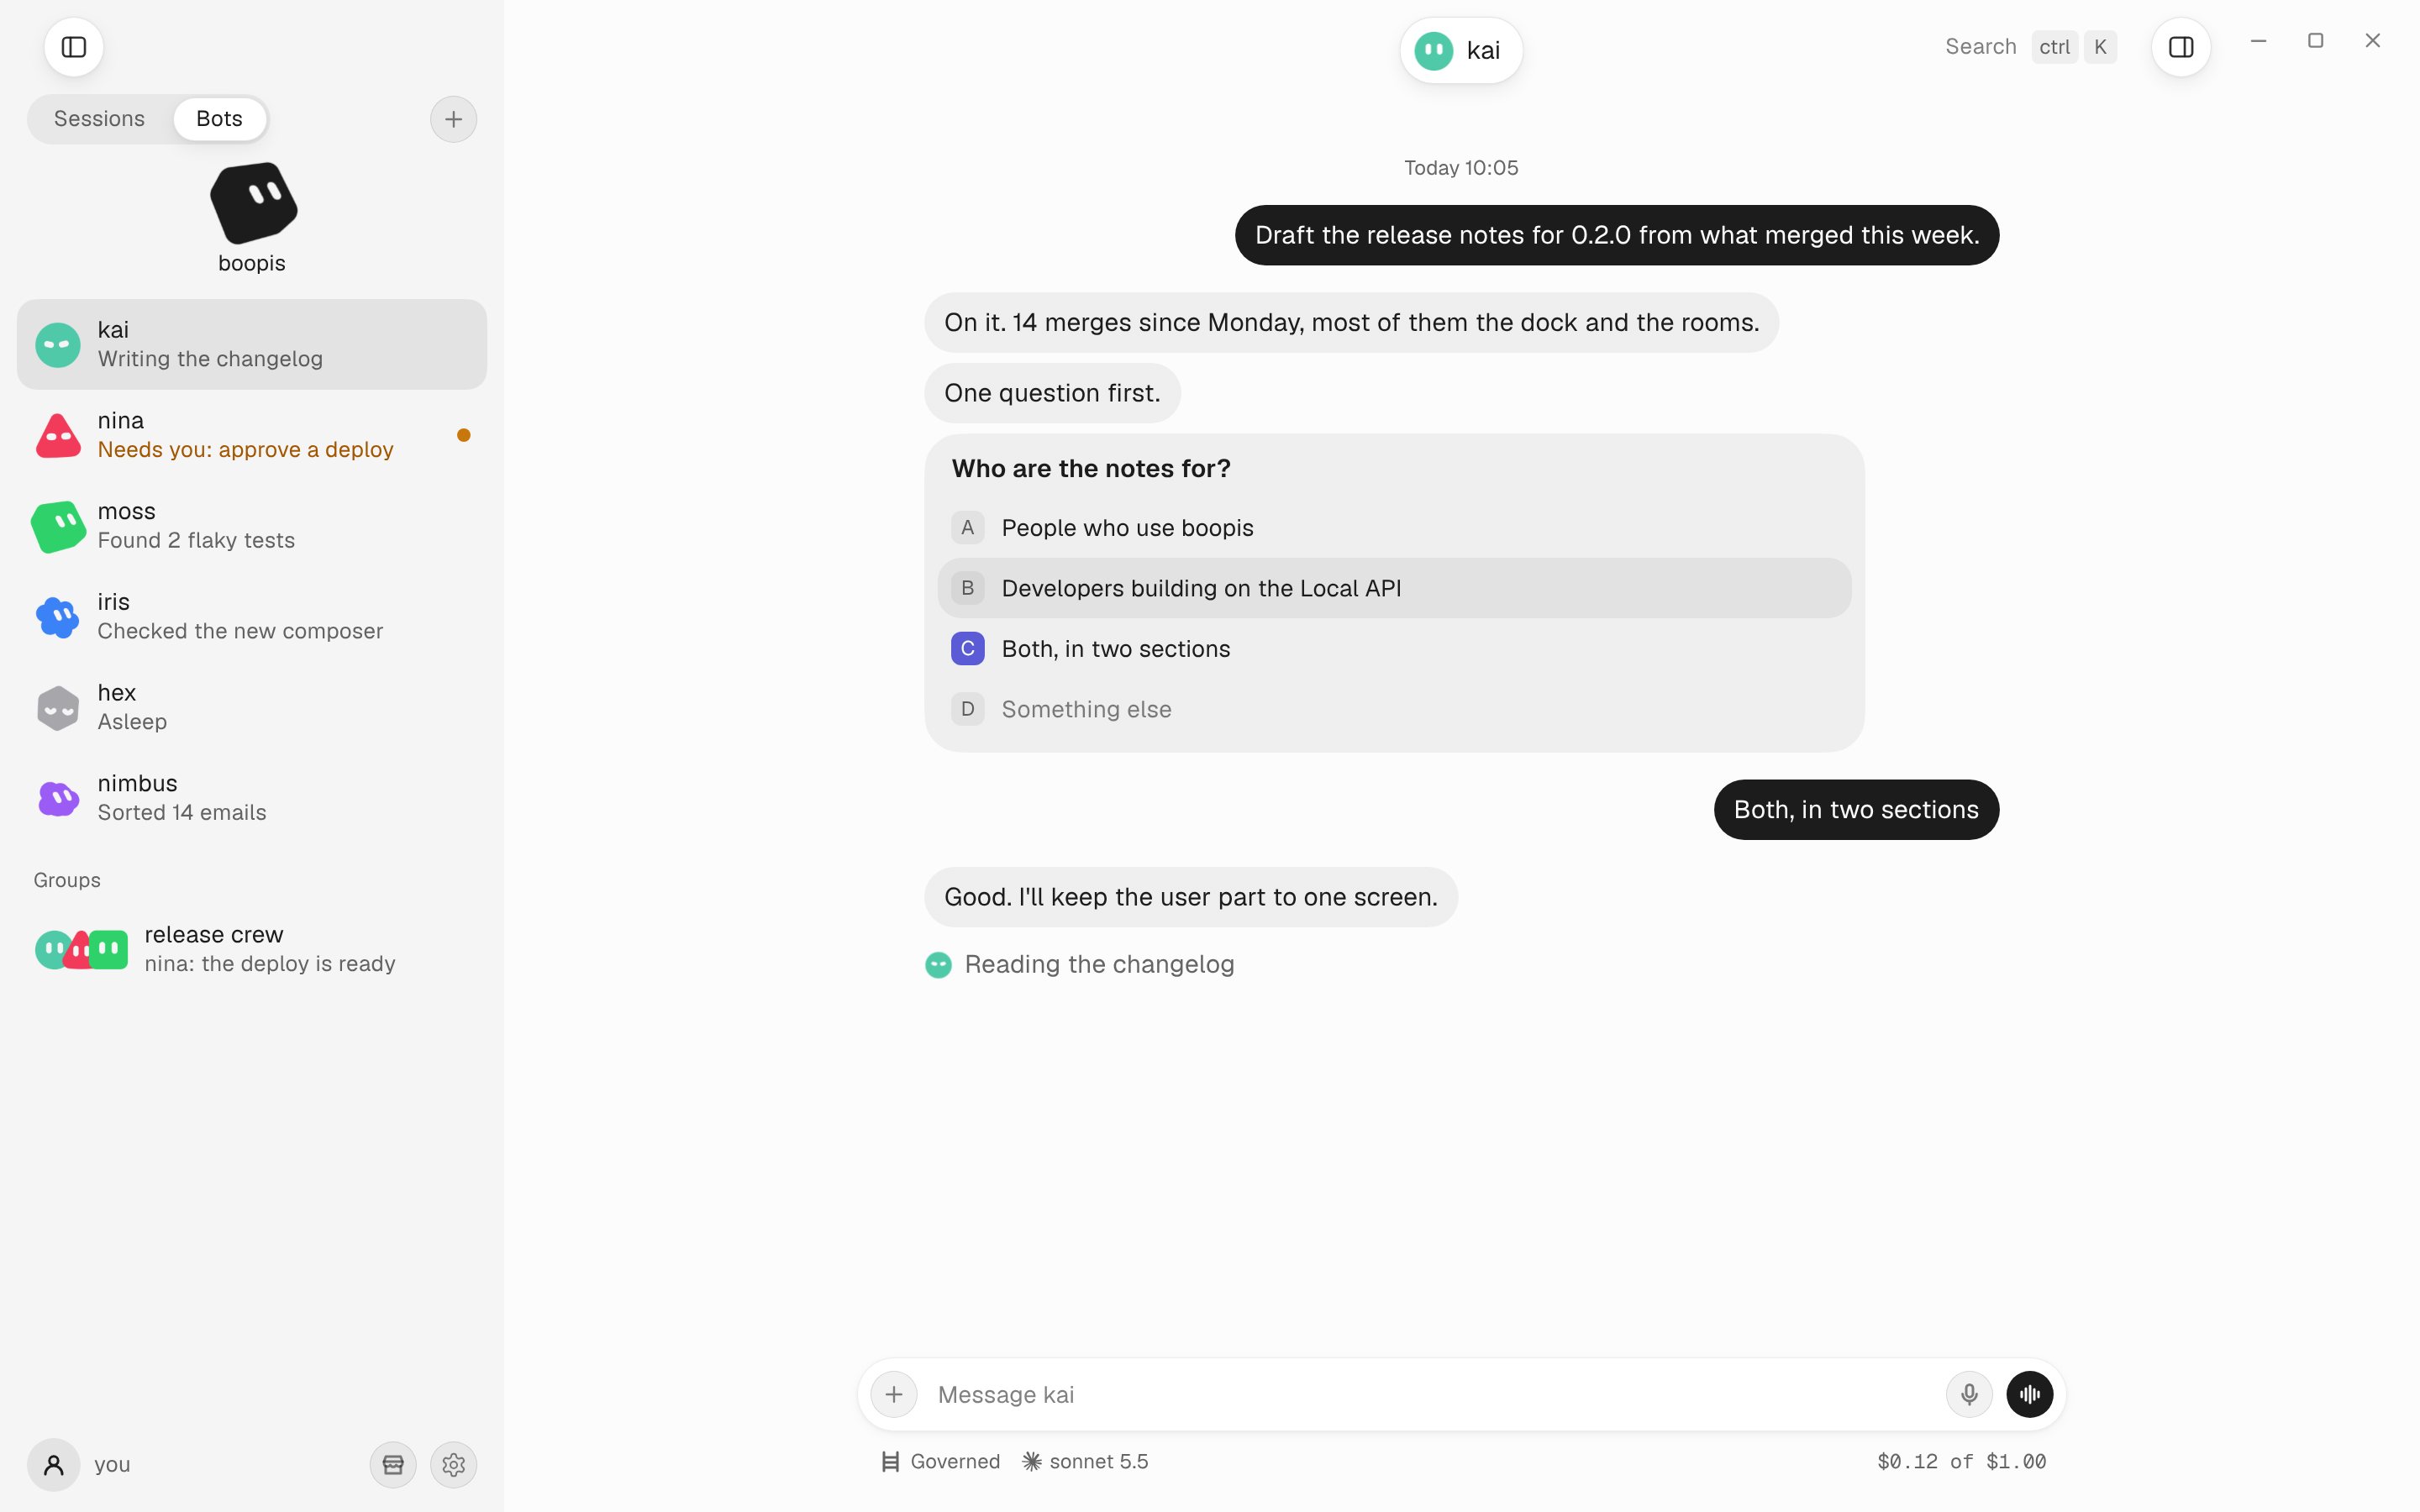 Sessions
Bots
boopis
kai
Writing the changelog
nina
Needs you: approve a deploy
moss
Found 2 flaky tests
iris
Checked the new composer
hex
Asleep
nimbus
Sorted 14 emails
Groups
release crew
nina: the deploy is ready
you
kai
Search ctrl K
Today 10:05
Draft the release notes for 0.2.0 from what merged this week.
On it. 14 merges since Monday, most of them the dock and the rooms.
One question first.
Who are the notes for?
A People who use boopis
B Developers building on the Local API
C Both, in two sections
D Something else
Both, in two sections
Good. I'll keep the user part to one screen.
Reading the changelog
Message kai
Governed sonnet 5.5 $0.12 of $1.00